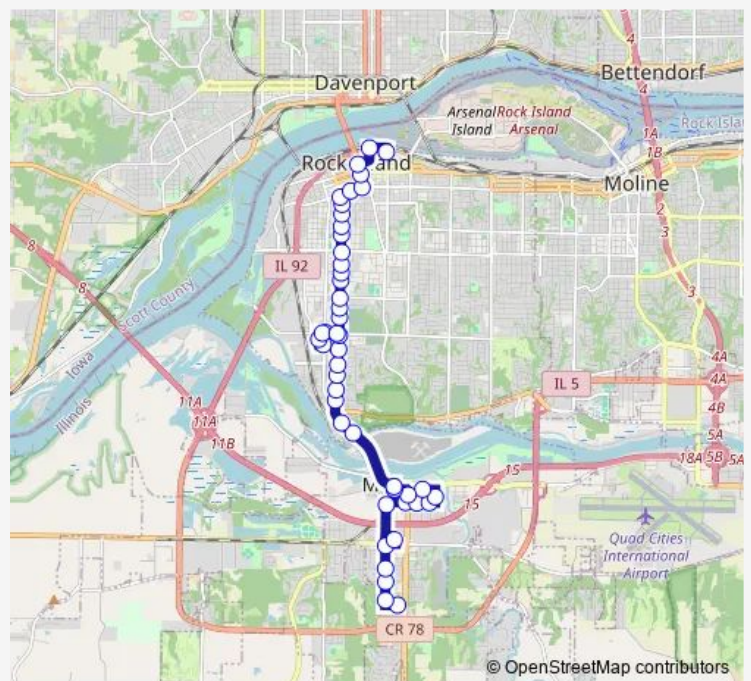 4
Bettendorf
Davenport
4
Arsenal Rock Island
Island Arsenal
1A
Rock Isla
1B
Rock and
Moline
2
3
8
IL 92
8
Scott County
3
Iowa
4A
IL 5
4A
Illinois
11A
4B
11A
11B
5A
15
18A
5B
5A
M
15
Quad Cities
International
Airport
CR 78
© OpenStreetMap contributors